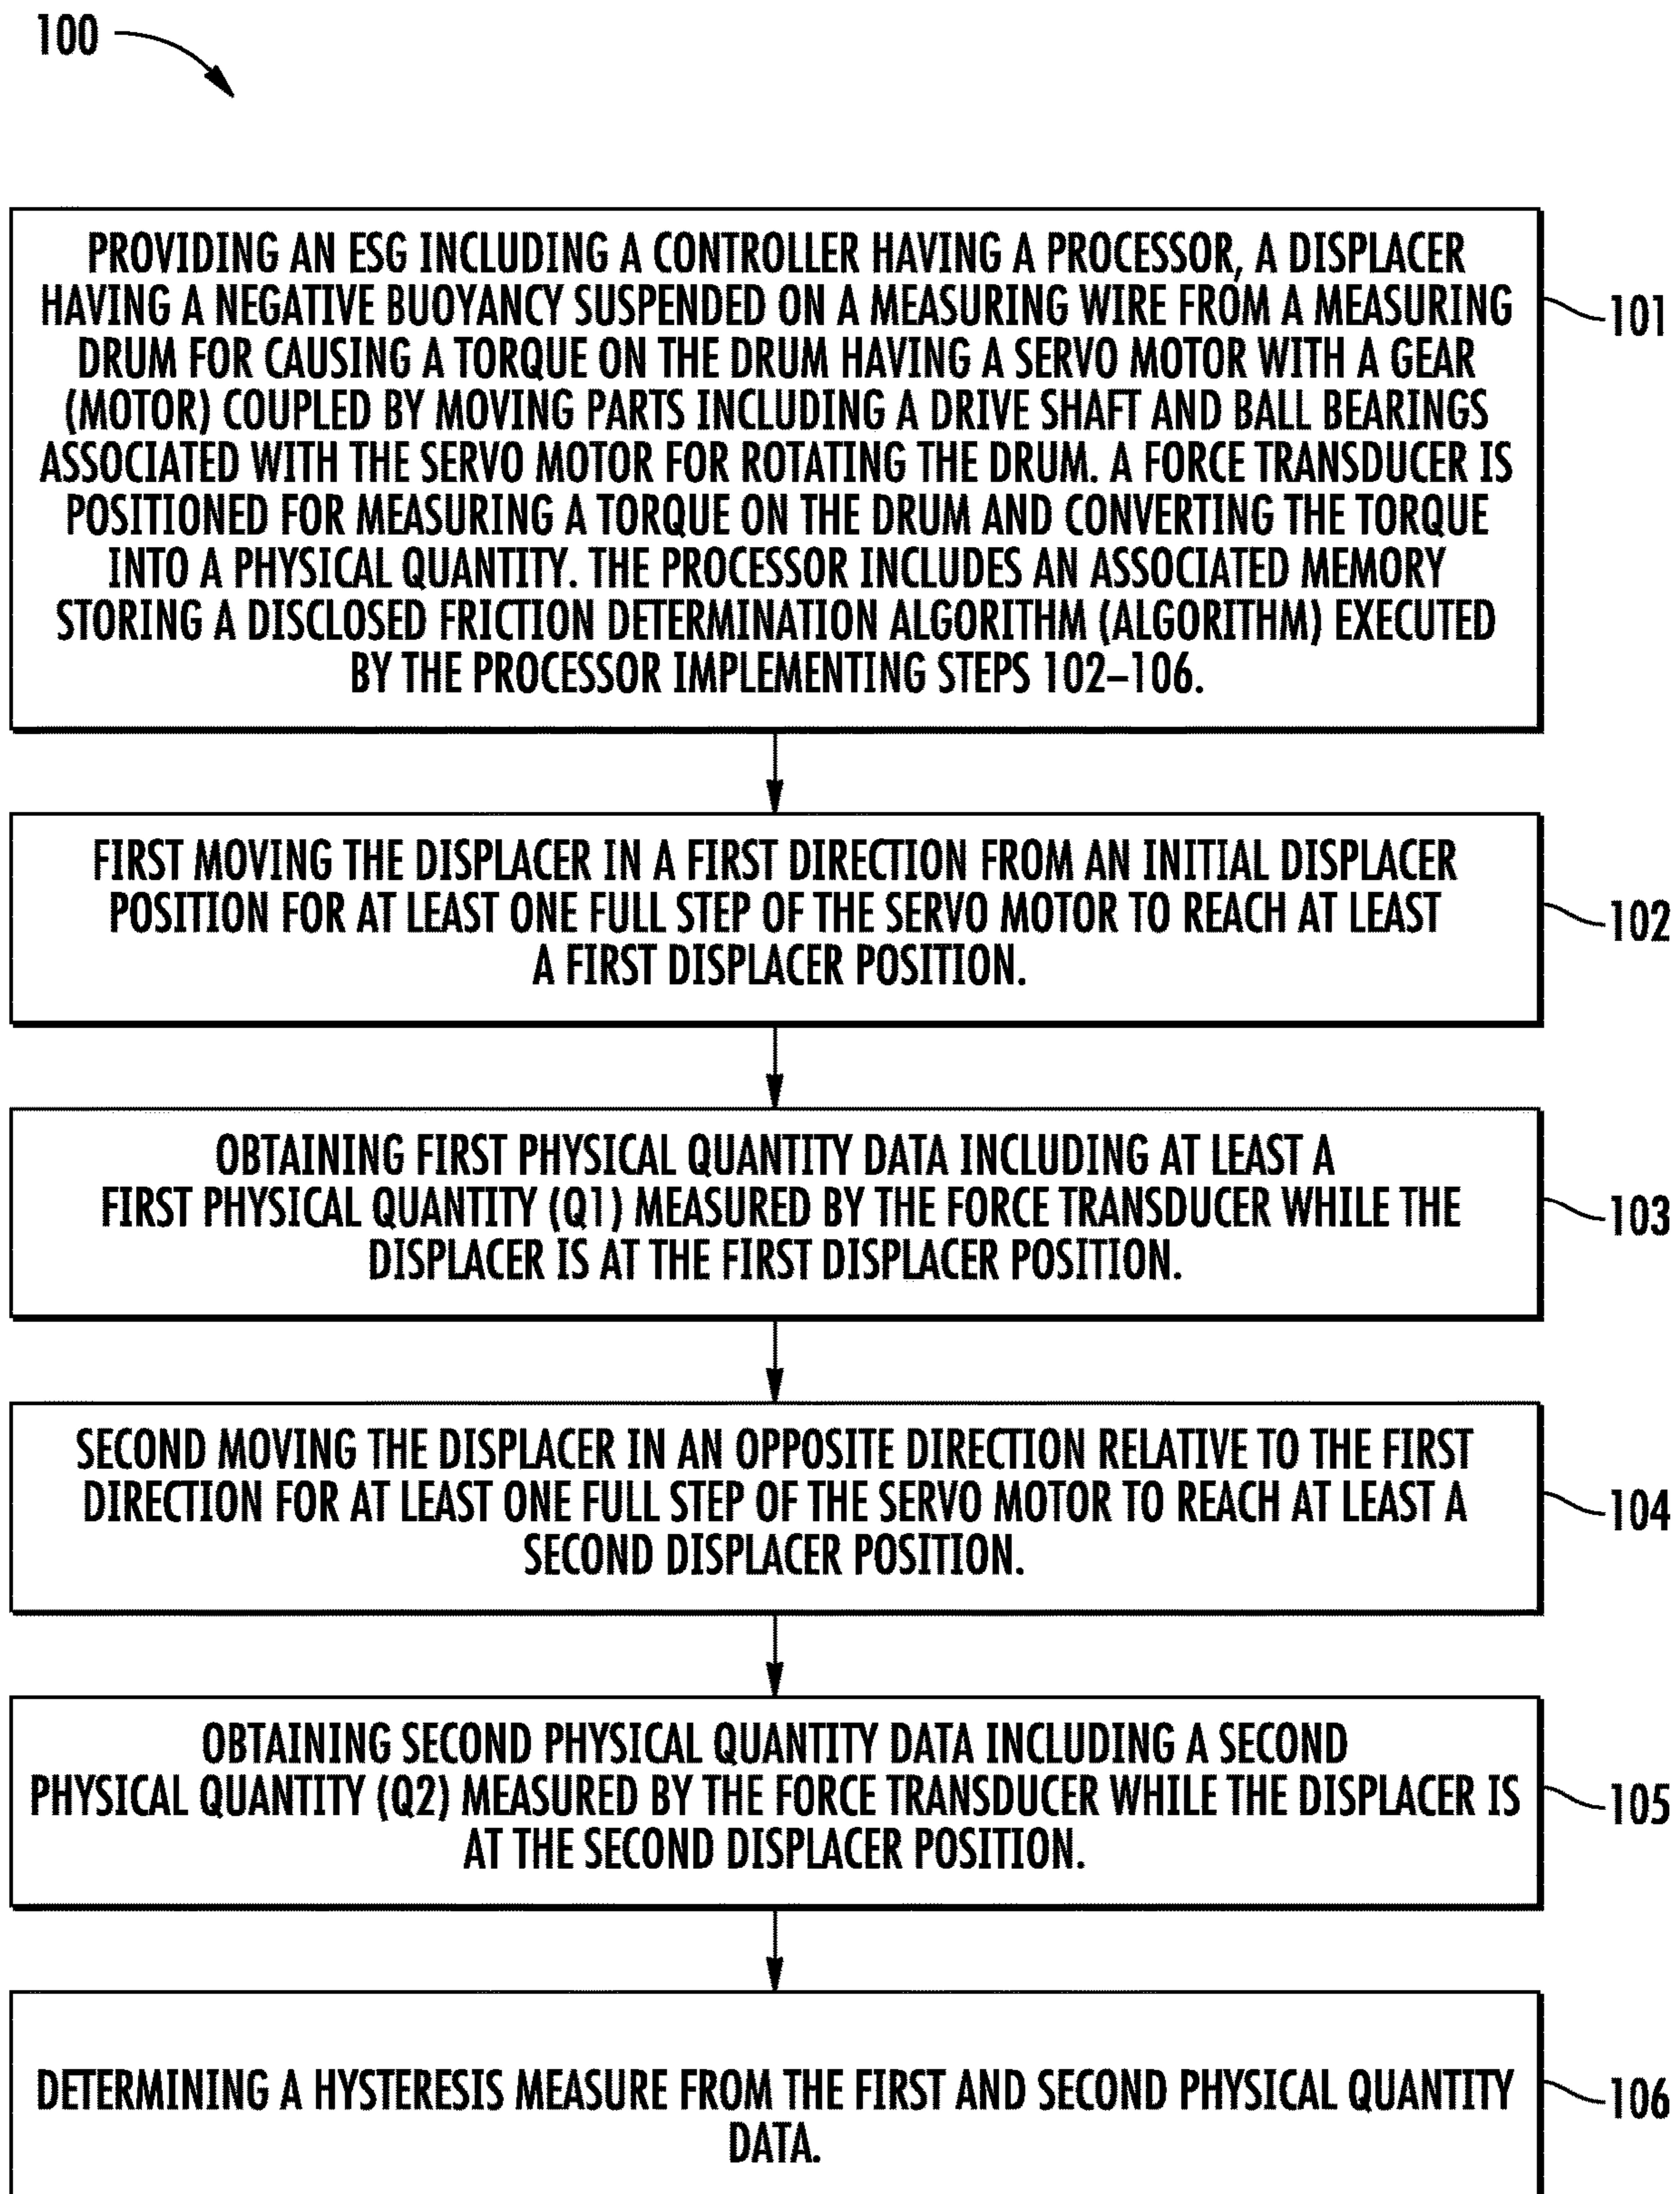 100
PROVIDING AN ESG INCLUDING A CONTROLLER HAVING A PROCESSOR, A DISPLACER
HAVING A NEGATIVE BUOYANCY SUSPENDED ON A MEASURING WIRE FROM A MEASURING
DRUM FOR CAUSING A TORQUE ON THE DRUM HAVING A SERVO MOTOR WITH A GEAR
(MOTOR) COUPLED BY MOVING PARTS INCLUDING A DRIVE SHAFT AND BALL BEARINGS
ASSOCIATED WITH THE SERVO MOTOR FOR ROTATING THE DRUM. A FORCE TRANSDUCER IS
POSITIONED FOR MEASURING A TORQUE ON THE DRUM AND CONVERTING THE TORQUE
INTO A PHYSICAL QUANTITY. THE PROCESSOR INCLUDES AN ASSOCIATED MEMORY
STORING A DISCLOSED FRICTION DETERMINATION ALGORITHM (ALGORITHM) EXECUTED
BY THE PROCESSOR IMPLEMENTING STEPS 102–106.
101
FIRST MOVING THE DISPLACER IN A FIRST DIRECTION FROM AN INITIAL DISPLACER
POSITION FOR AT LEAST ONE FULL STEP OF THE SERVO MOTOR TO REACH AT LEAST
A FIRST DISPLACER POSITION.
102
OBTAINING FIRST PHYSICAL QUANTITY DATA INCLUDING AT LEAST A
FIRST PHYSICAL QUANTITY (Q1) MEASURED BY THE FORCE TRANSDUCER WHILE THE
DISPLACER IS AT THE FIRST DISPLACER POSITION.
103
SECOND MOVING THE DISPLACER IN AN OPPOSITE DIRECTION RELATIVE TO THE FIRST
DIRECTION FOR AT LEAST ONE FULL STEP OF THE SERVO MOTOR TO REACH AT LEAST A
SECOND DISPLACER POSITION.
104
OBTAINING SECOND PHYSICAL QUANTITY DATA INCLUDING A SECOND
PHYSICAL QUANTITY (Q2) MEASURED BY THE FORCE TRANSDUCER WHILE THE DISPLACER IS
AT THE SECOND DISPLACER POSITION.
105
DETERMINING A HYSTERESIS MEASURE FROM THE FIRST AND SECOND PHYSICAL QUANTITY
DATA.
106